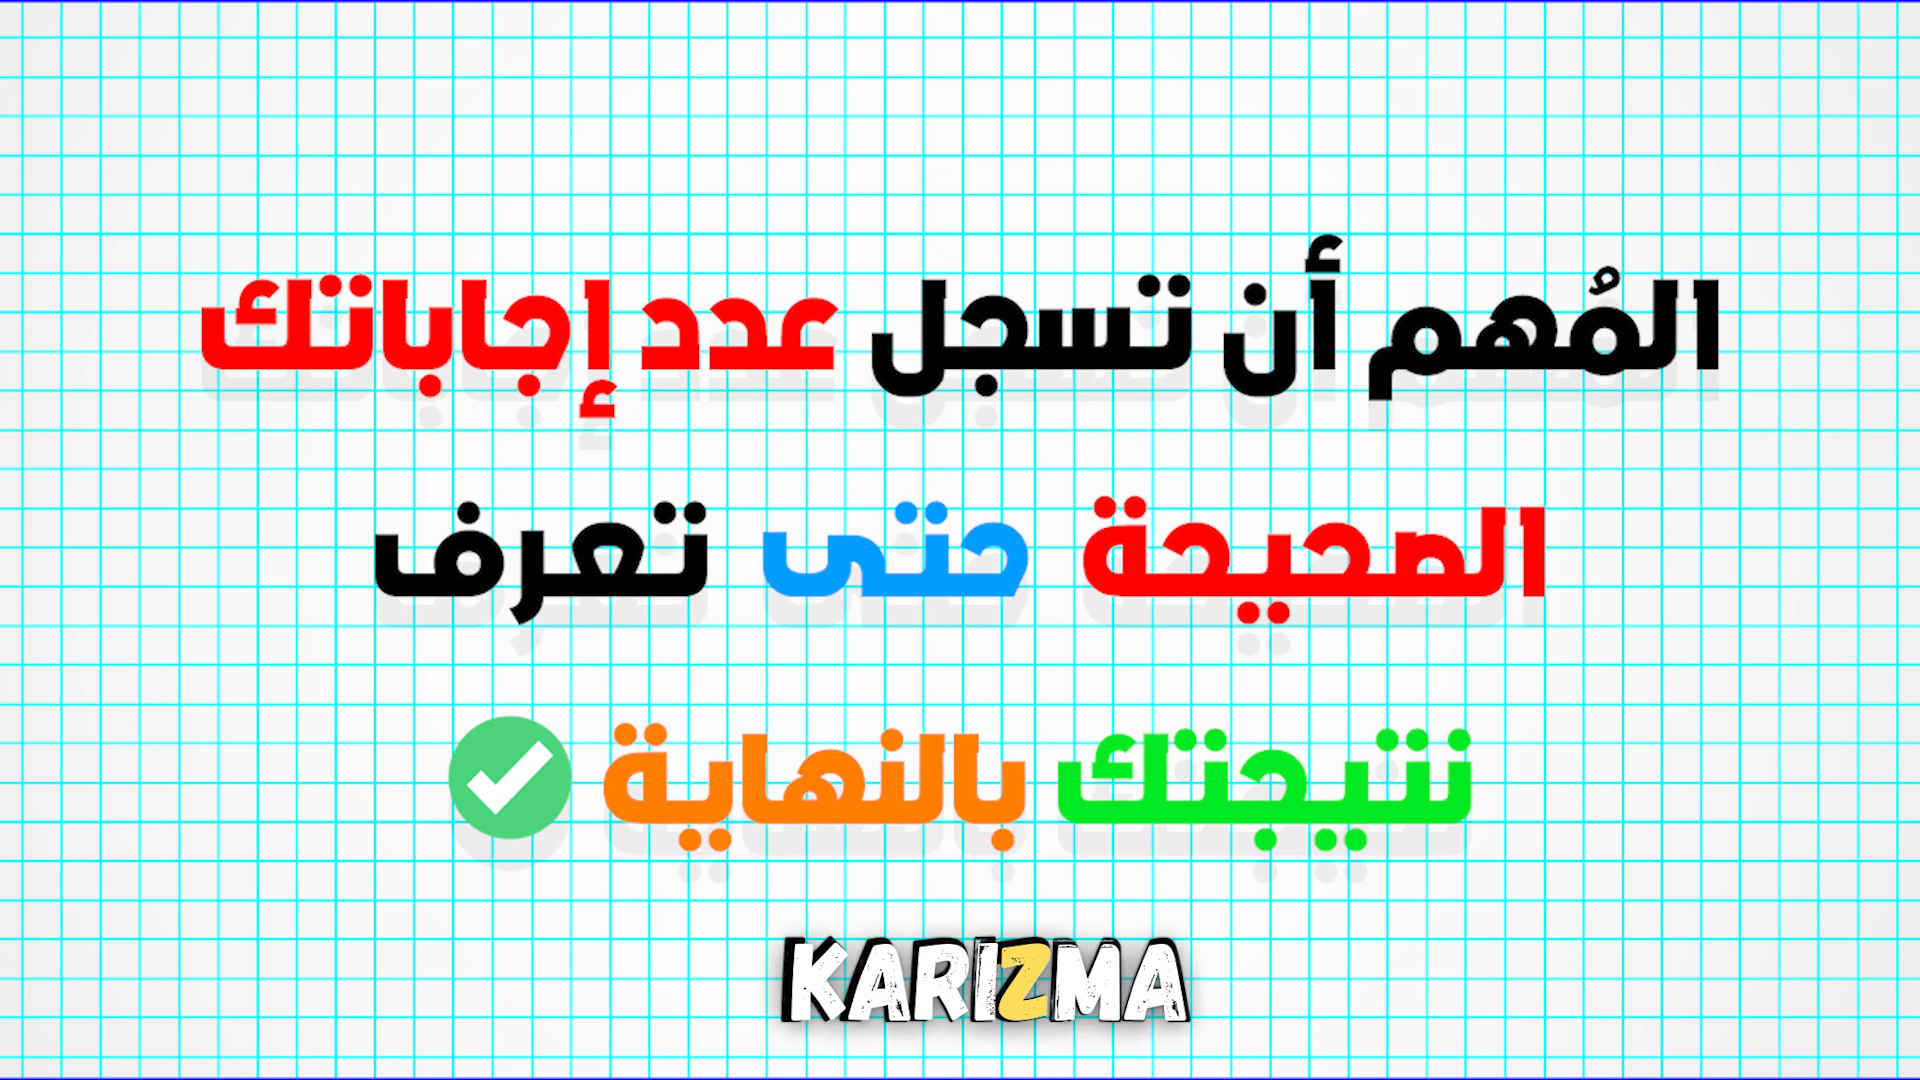 المُهم أن تسجل عدد إجاباتك
الصحيحة حتى تعرف
نتيجتك بالنهاية
KARIZMA